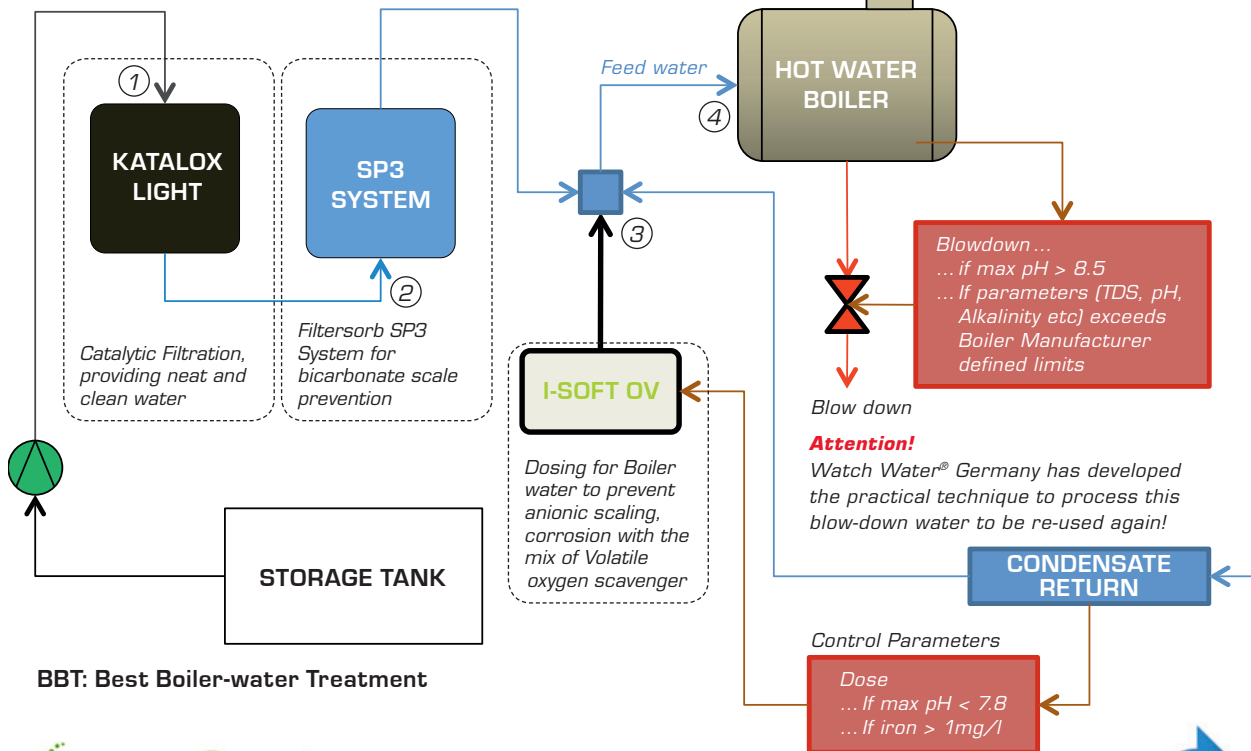 1
KATALOX
LIGHT
Catalytic Filtration,
providing neat and
clean water
SP3
SYSTEM
2
Filtersorb SP3
System for
bicarbonate scale
prevention
Feed water
3
4
HOT WATER
BOILER
Blowdown ...
... if max pH > 8.5
... If parameters (TDS, pH,
Alkalinity etc) exceeds
Boiler Manufacturer
defined limits
I-SOFT OV
Dosing for Boiler
water to prevent
anionic scaling,
corrosion with the
mix of Volatile
oxygen scavenger
Blow down
Attention!
Watch Water® Germany has developed
the practical technique to process this
blow-down water to be re-used again!
STORAGE TANK
CONDENSATE
RETURN
Control Parameters
Dose
... If max pH < 7.8
... If iron > 1mg/l
BBT: Best Boiler-water Treatment